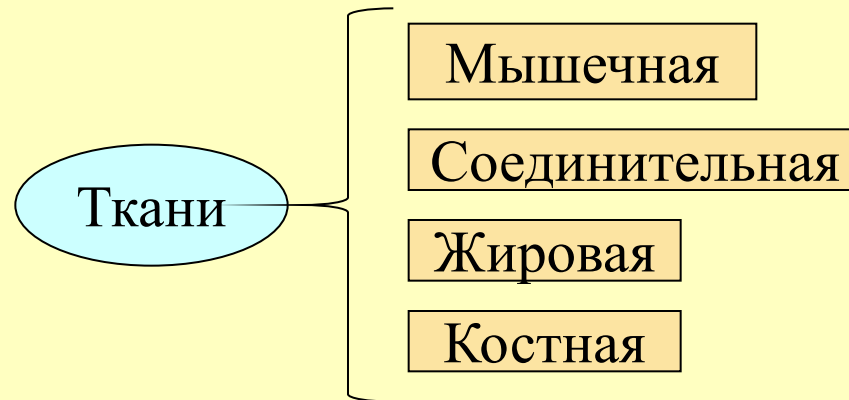 Мышечная
Соединительная
Ткани
Жировая
Костная